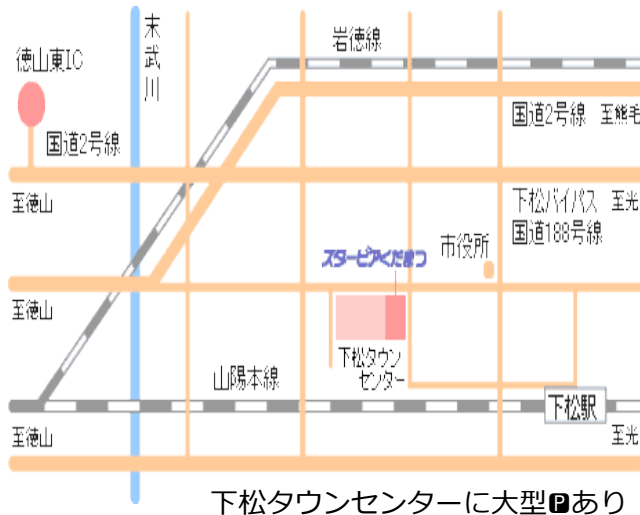 岩徳線
末武川
徳山東IC
国道2号線
国道2号線 至熊毛
至徳山
下松バイパス 至光
国道188号線
市役所
スターピアくだまつ
至徳山
下松タウン
センター
山陽本線
下松駅
至徳山
至光
下松タウンセンターに大型🅿あり